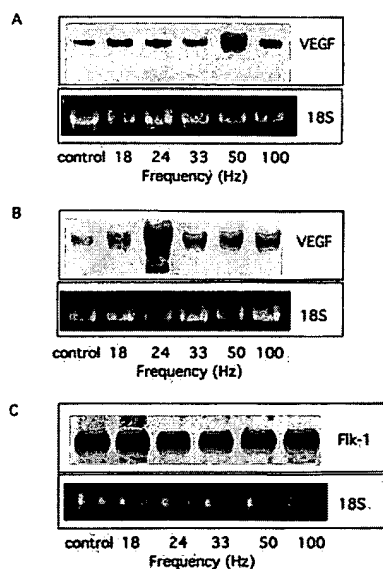 A
VEGF
18S
control 18 24 33 50 100
Frequency (Hz)
B
VEGF
18S
control 18 24 33 50 100
Frequency (Hz)
C
Flk-1
18S
control 18 24 33 50 100
Frequency (Hz)